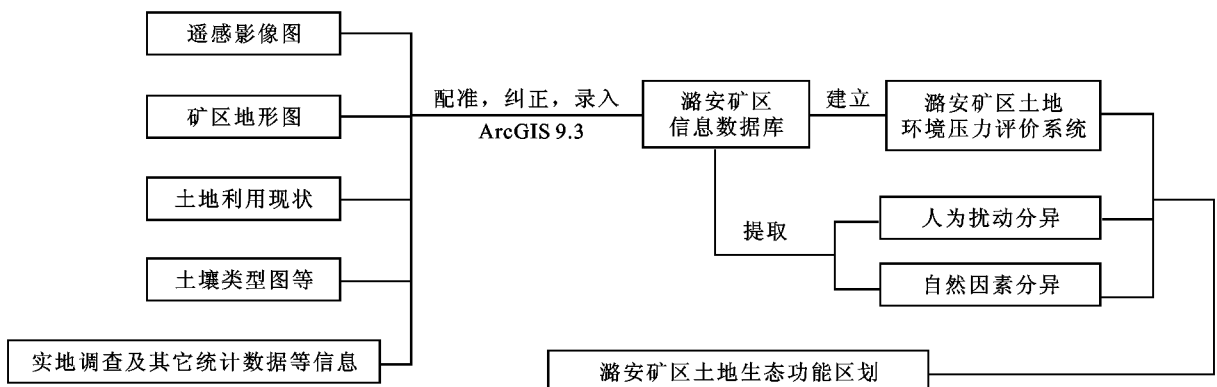 遥感影像图
矿区地形图
土地利用现状
土壤类型图等
实地调查及其它统计数据等信息
配准，纠正，录入
ArcGIS 9.3
潞安矿区
信息数据库
建立
潞安矿区土地
环境压力评价系统
提取
人为扰动分异
自然因素分异
潞安矿区土地生态功能区划